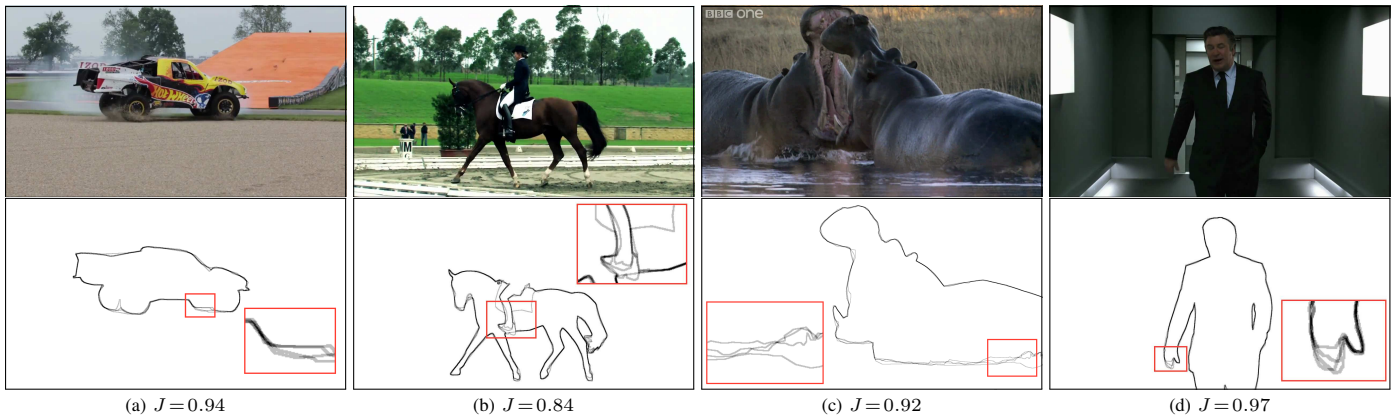 BBC one
IZOD
HOT WHEELS
M
(a) J=0.94
(b) J=0.84
(c) J=0.92
(d) J=0.97